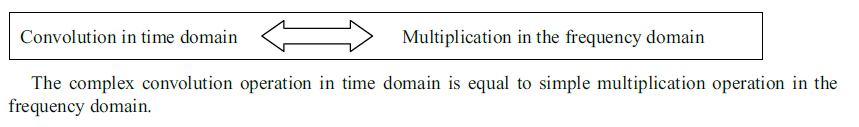 Convolution in time domain Multiplication in the frequency domain
The complex convolution operation in time domain is equal to simple multiplication operation in the
frequency domain.